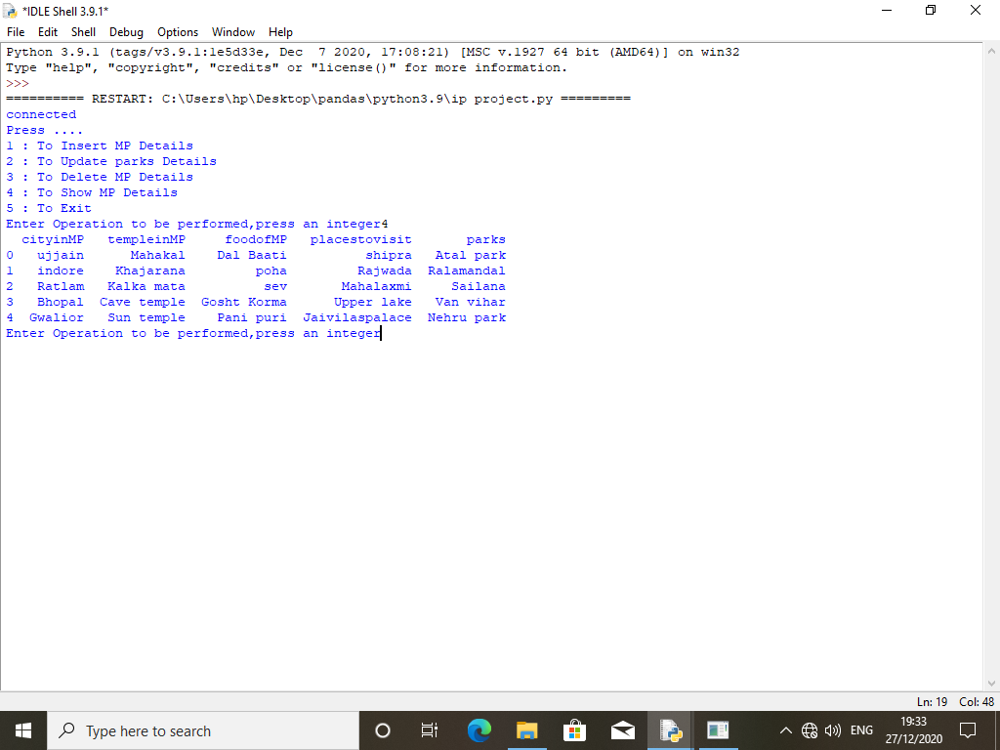 *IDLE Shell 3.9.1*
File Edit Shell Debug Options Window Help
Python 3.9.1 (tags/v3.9.1:1e5d33e, Dec  7 2020, 17:08:21) [MSC v.1927 64 bit (AMD64)] on win32
Type "help", "copyright", "credits" or "license()" for more information.
>>>
========== RESTART: C:\Users\hp\Desktop\pandas\python3.9\ip project.py =========
connected
Press ....
1 : To Insert MP Details
2 : To Update parks Details
3 : To Delete MP Details
4 : To Show MP Details
5 : To Exit
Enter Operation to be performed,press an integer4
  cityinMP   templeinMP     foodofMP   placestovisit       parks
0   ujjain      Mahakal    Dal Baati          shipra   Atal park
1   indore    Khajarana         poha         Rajwada  Ralamandal
2   Ratlam   Kalka mata          sev       Mahalaxmi     Sailana
3   Bhopal  Cave temple  Gosht Korma      Upper lake   Van vihar
4  Gwalior   Sun temple    Pani puri  Jaivilaspalace  Nehru park
Enter Operation to be performed,press an integer
Ln: 19 Col: 48
Type here to search
ENG
19:33
27/12/2020